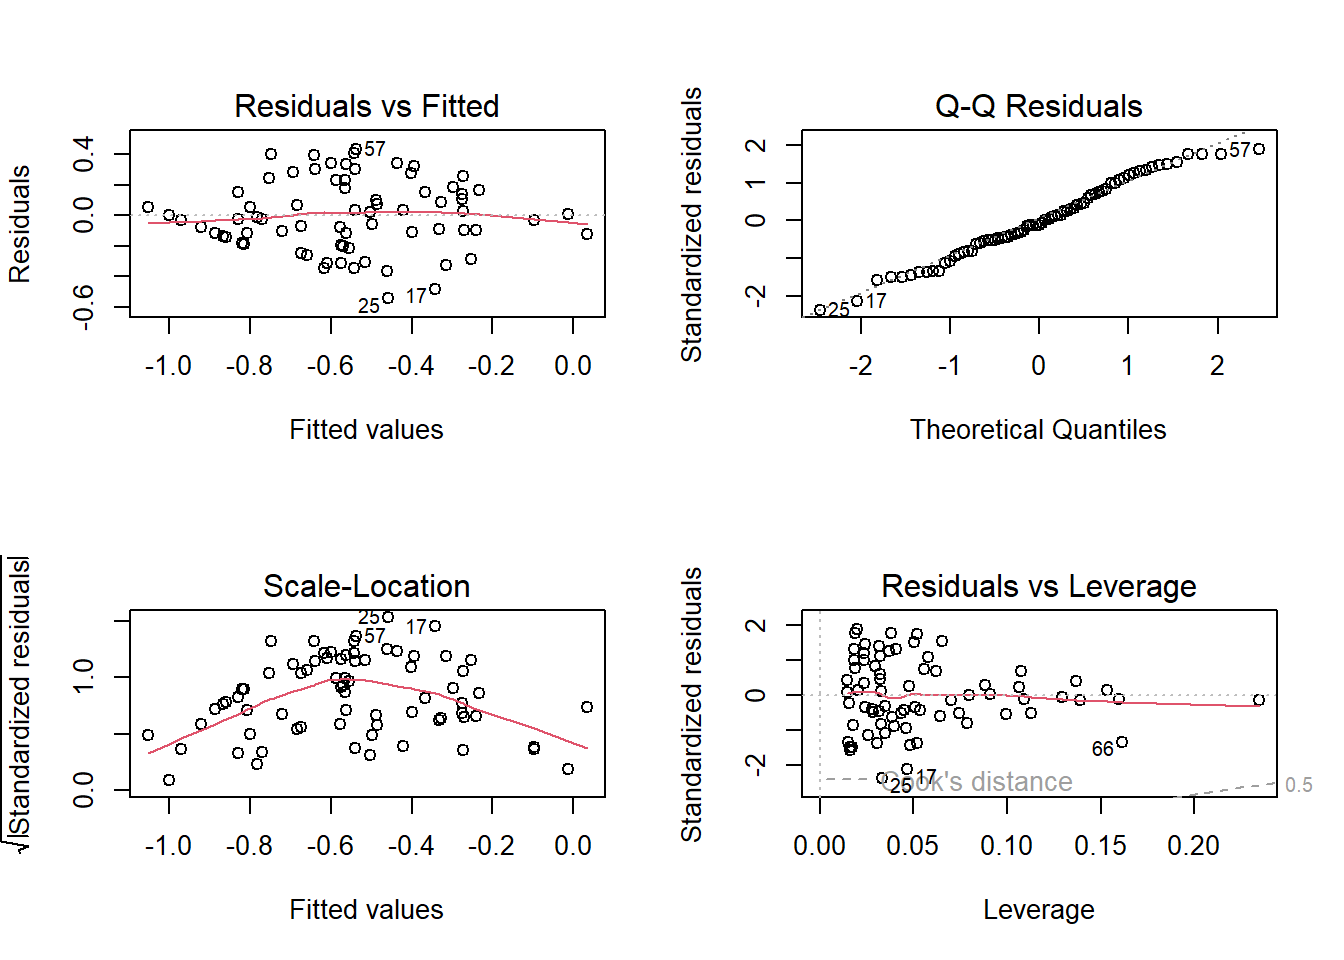 Residuals vs Fitted
Residuals
0.4
0.0
-0.6
57
25
17
-1.0 -0.8 -0.6 -0.4 -0.2 0.0
Fitted values
Q-Q Residuals
Standardized residuals
2
1
0
-2
57
25
17
-2 -1 0 1 2
Theoretical Quantiles
Scale-Location
√|Standardized residuals|
1.0
0.0
25
17
57
-1.0 -0.8 -0.6 -0.4 -0.2 0.0
Fitted values
Residuals vs Leverage
Standardized residuals
2
0
-2
66
17
25
Cook's distance
0.5
0.00 0.05 0.10 0.15 0.20
Leverage